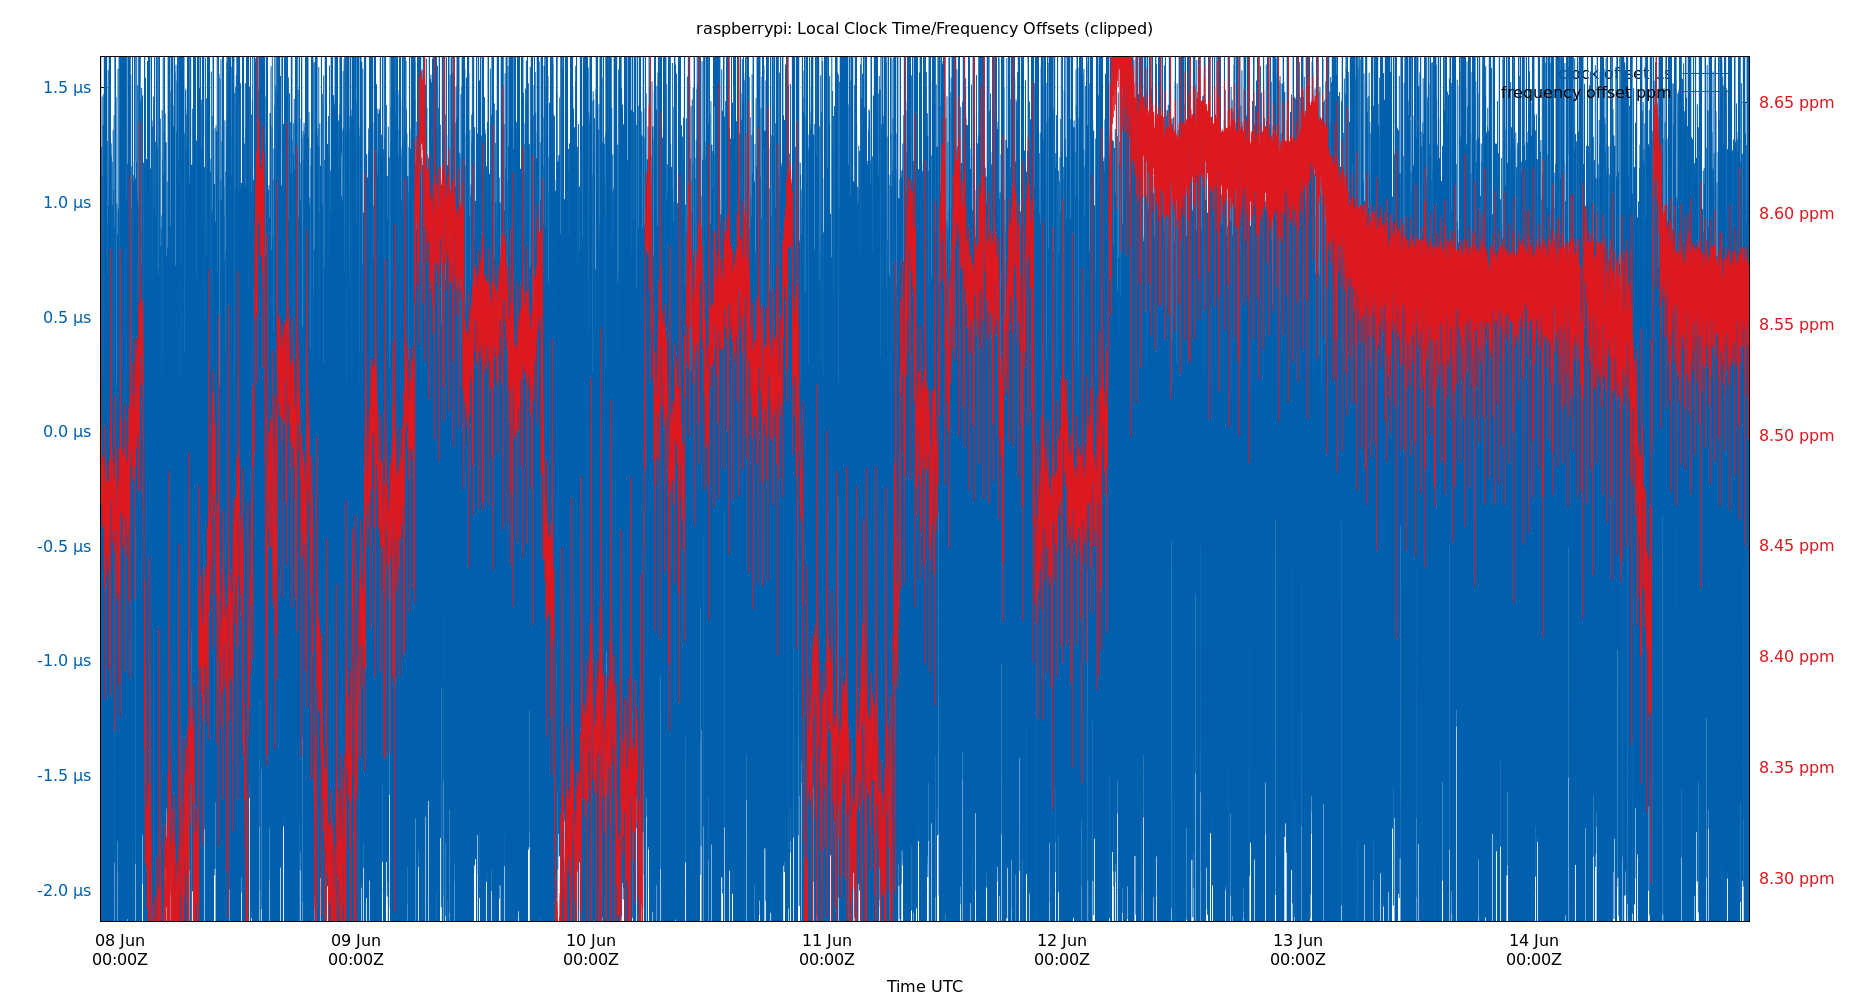 raspberrypi: Local Clock Time/Frequency Offsets (clipped)
clock offset µs
frequency offset ppm
1.5 µs
1.0 µs
0.5 µs
0.0 µs
-0.5 µs
-1.0 µs
-1.5 µs
-2.0 µs
8.65 ppm
8.60 ppm
8.55 ppm
8.50 ppm
8.45 ppm
8.40 ppm
8.35 ppm
8.30 ppm
08 Jun 09 Jun 10 Jun 11 Jun 12 Jun 13 Jun 14 Jun
00:00Z 00:00Z 00:00Z 00:00Z 00:00Z 00:00Z 00:00Z
Time UTC